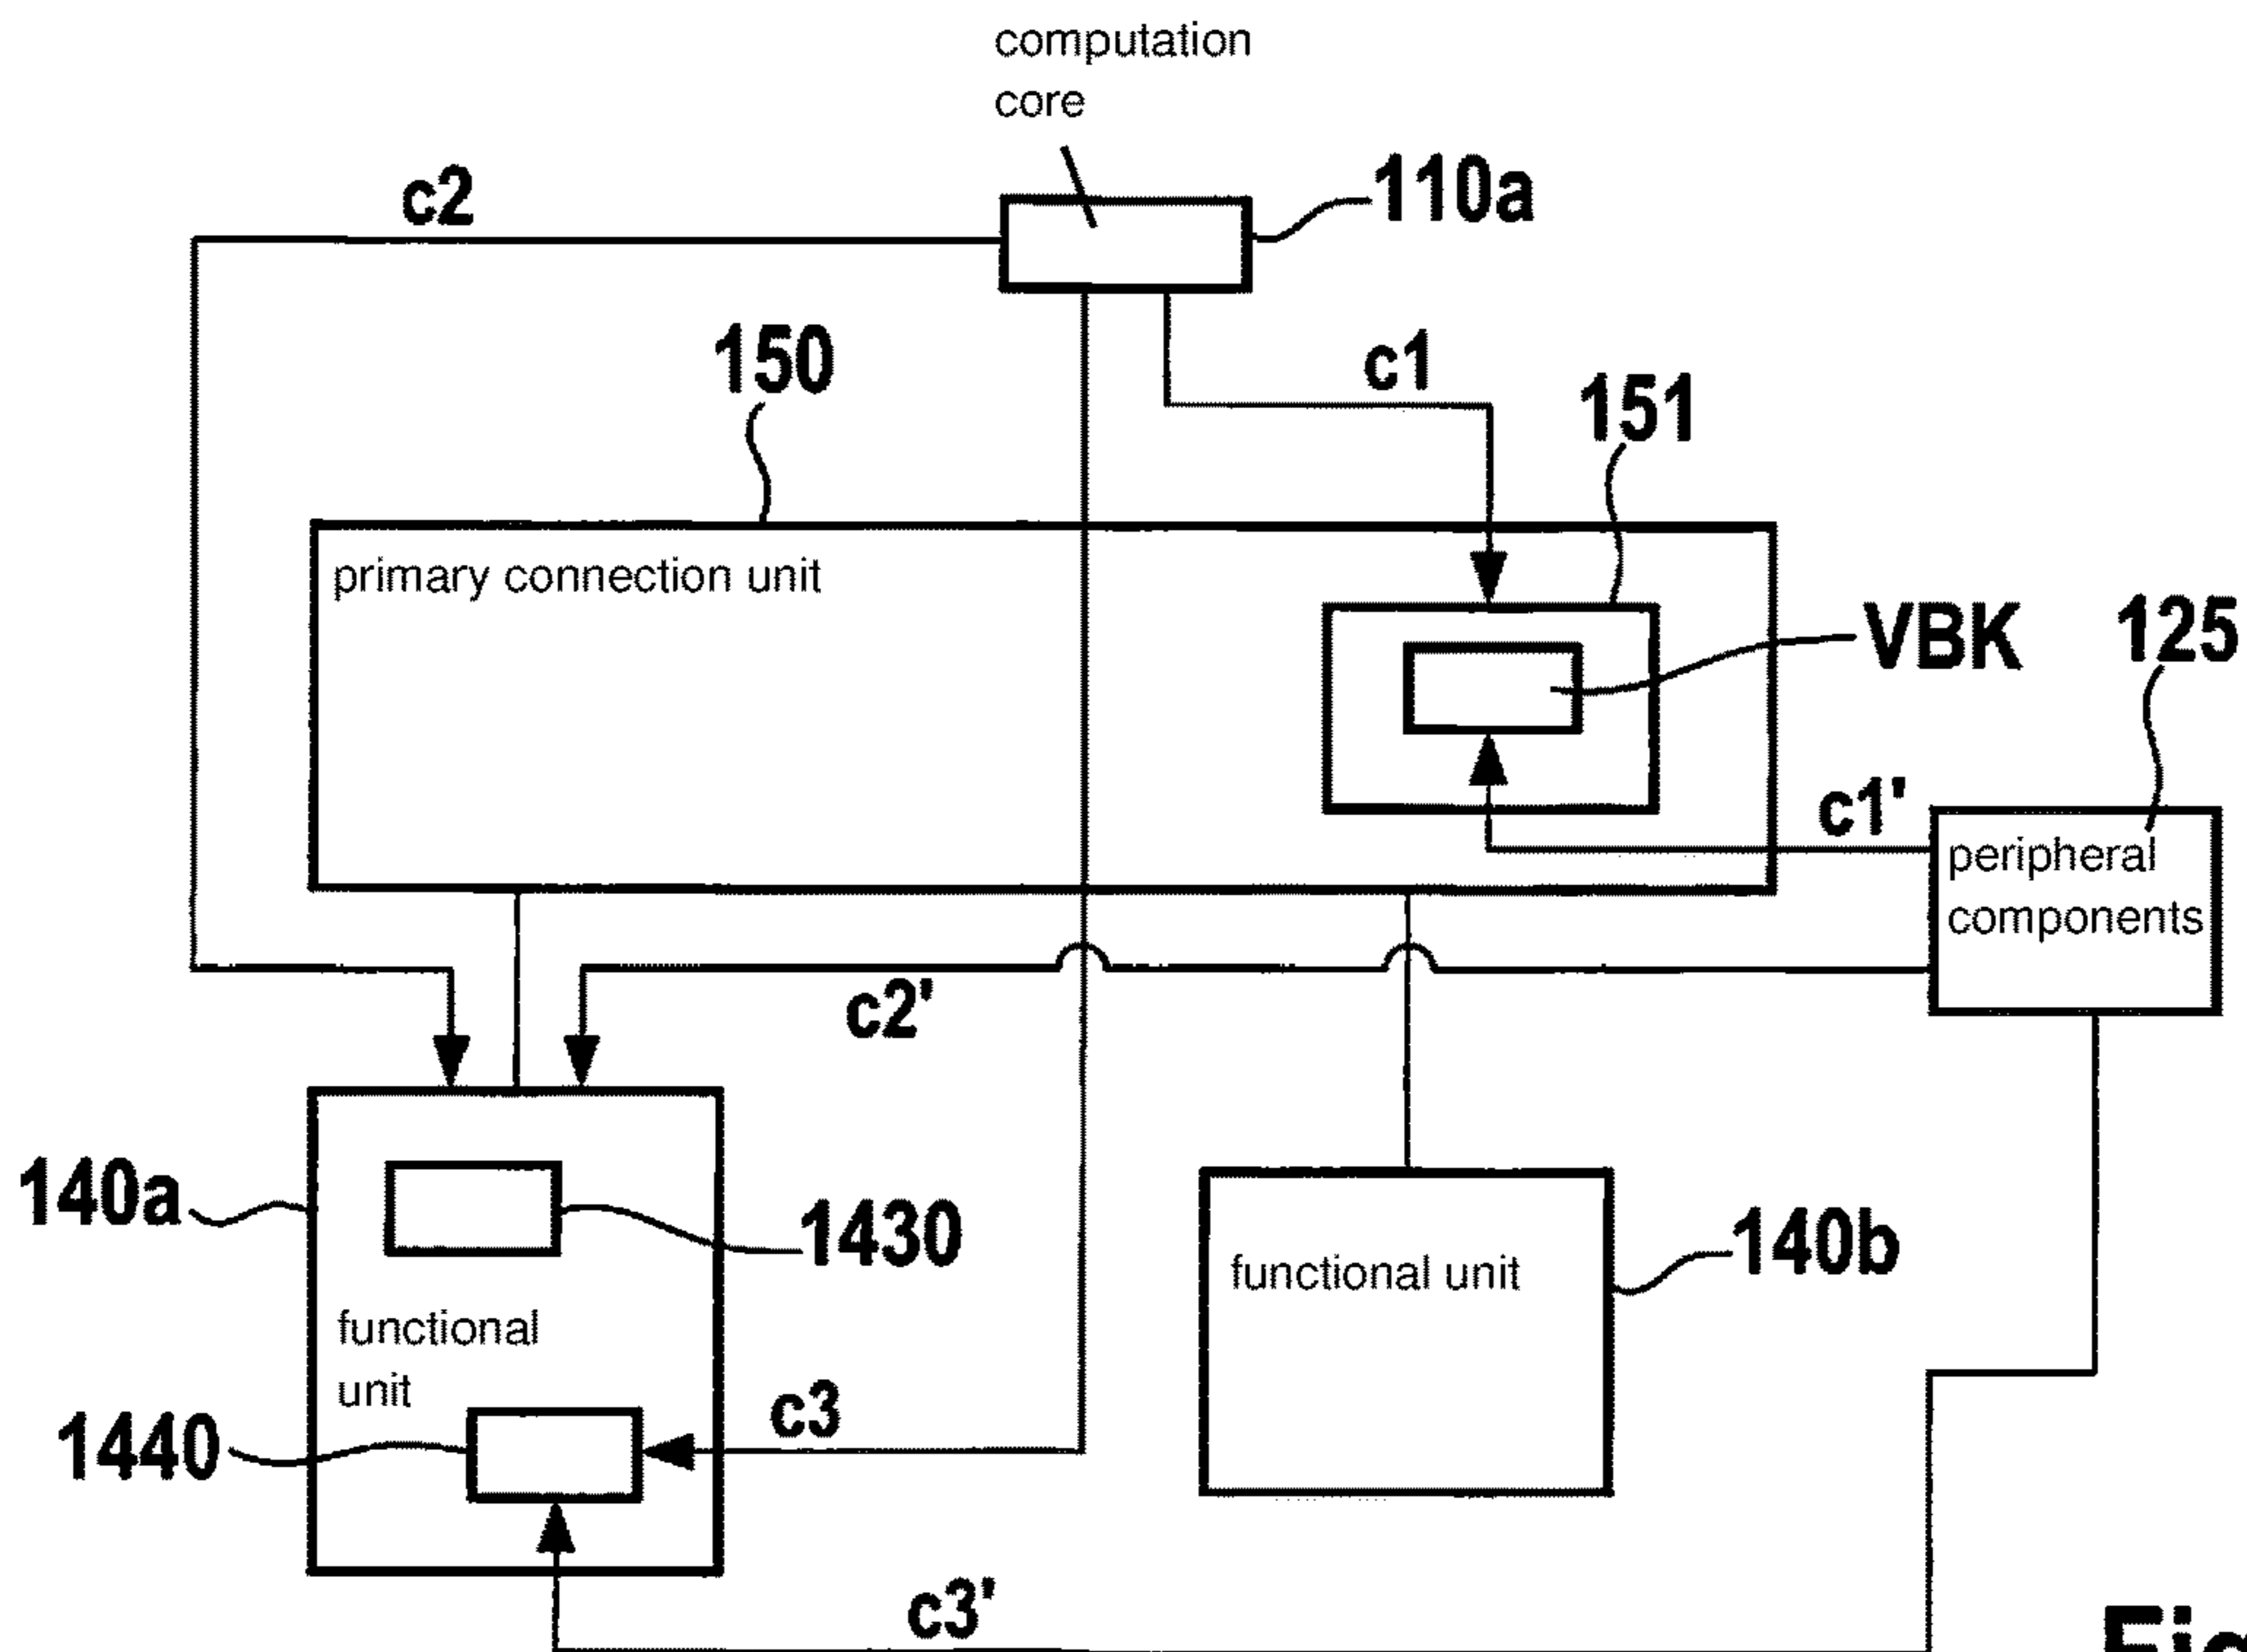 computation
core
110a
c2
150
c1
151
primary connection unit
VBK
125
c1'
peripheral
components
c2'
140a
1430
functional unit
140b
functional
unit
c3
1440
c3'
Fig